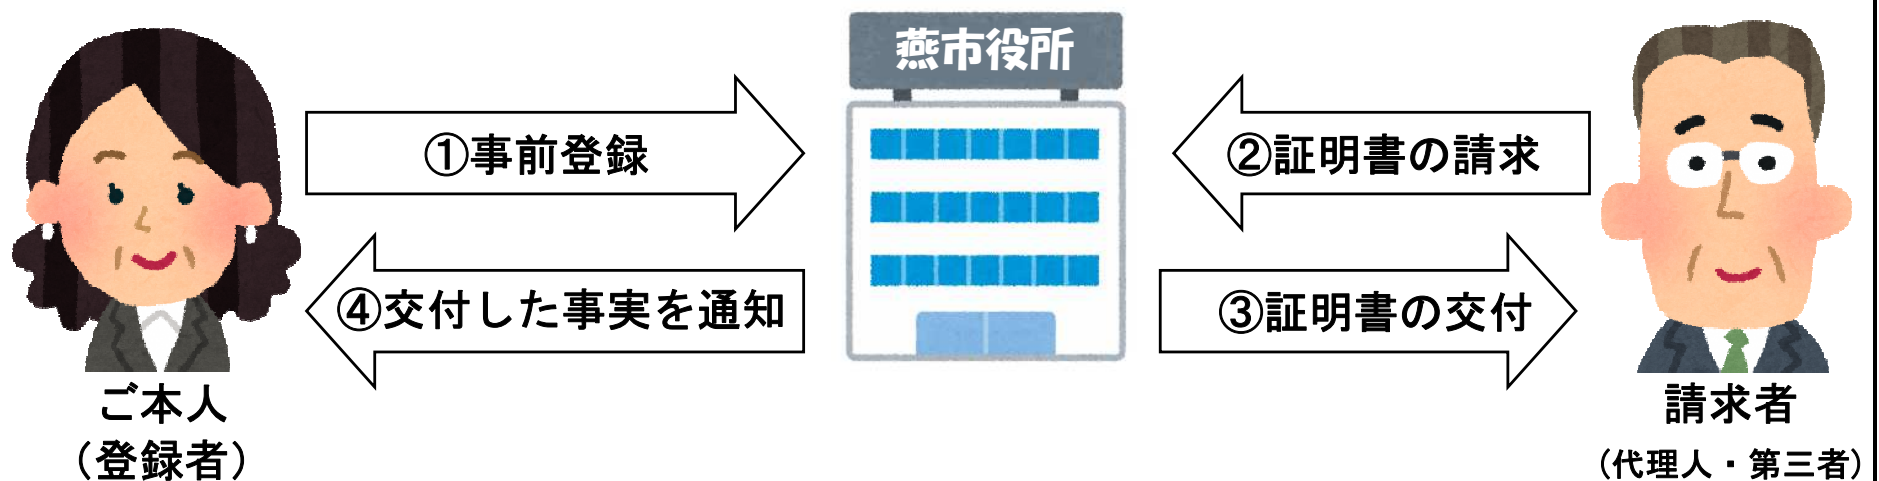 燕市役所
①事前登録
②証明書の請求
④交付した事実を通知
③証明書の交付
ご本人
（登録者）
請求者
（代理人・第三者）